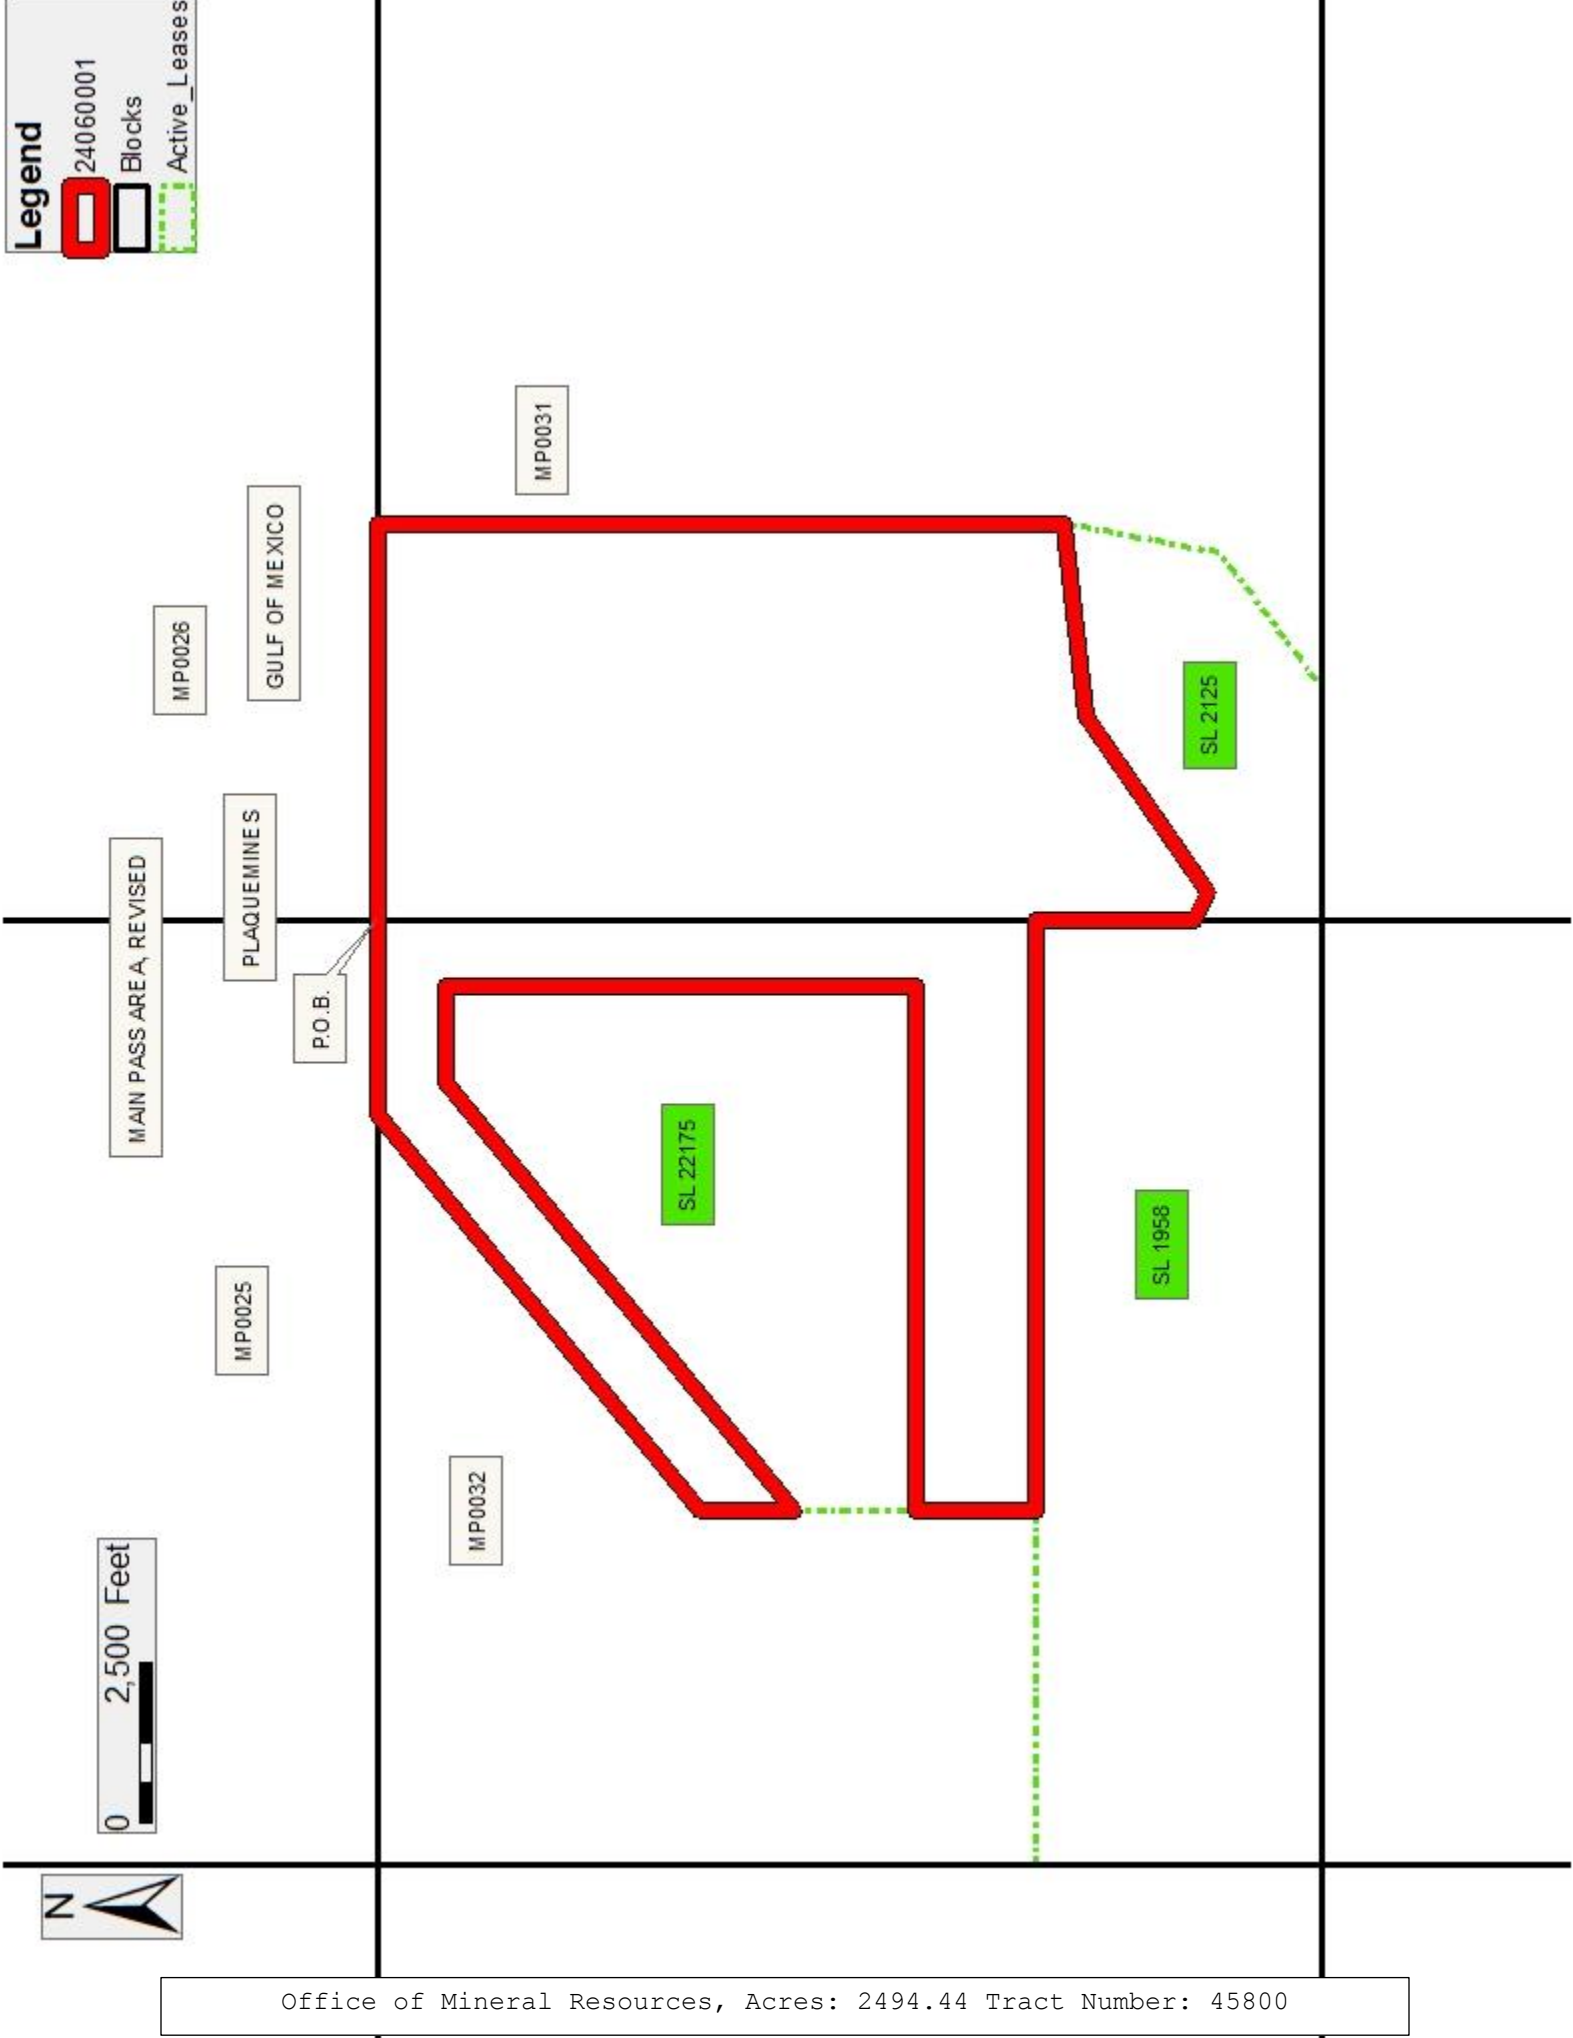 N
0 2,500 Feet
Legend
24060001
Blocks
Active_Leases
MAIN PASS AREA, REVISED
MP0026
MP0025
PLAQUEMINES
GULF OF MEXICO
P.O.B.
MP0032
MP0031
SL 22175
SL 1958
SL 2125
Office of Mineral Resources, Acres: 2494.44 Tract Number: 45800